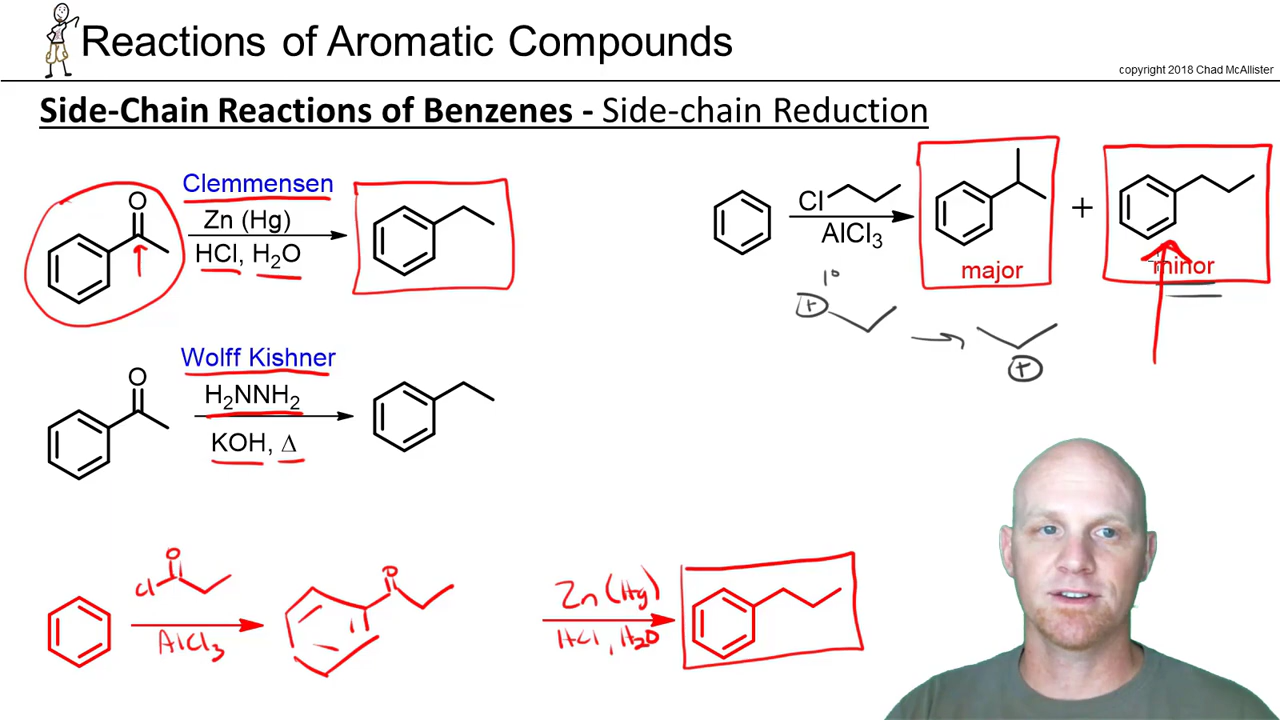 Reactions of Aromatic Compounds
copyright 2018 Chad McAllister
Side-Chain Reactions of Benzenes - Side-chain Reduction
Clemmensen
O
Zn (Hg)
HCl, H₂O
Cl
AlCl3
major
+
minor
1°
+
+
Wolff Kishner
O
H₂NNH₂
KOH, Δ
O
Cl
AlCl₃
O
Zn (Hg)
HCl, H₂O